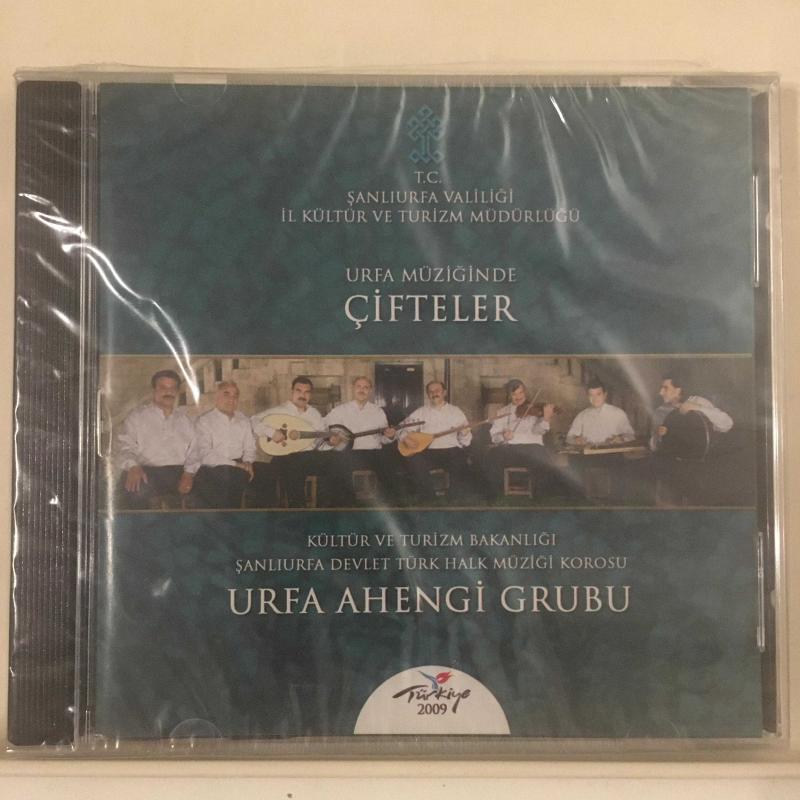 T.C.
ŞANLIURFA VALİLİĞİ
İL KÜLTÜR VE TURİZM MÜDÜRLÜĞÜ
URFA MÜZİĞİNDE
ÇİFTELER
KÜLTÜR VE TURİZM BAKANLIĞI
ŞANLIURFA DEVLET TÜRK HALK MÜZİĞİ KOROSU
URFA AHENGİ GRUBU
Türkiye
2009